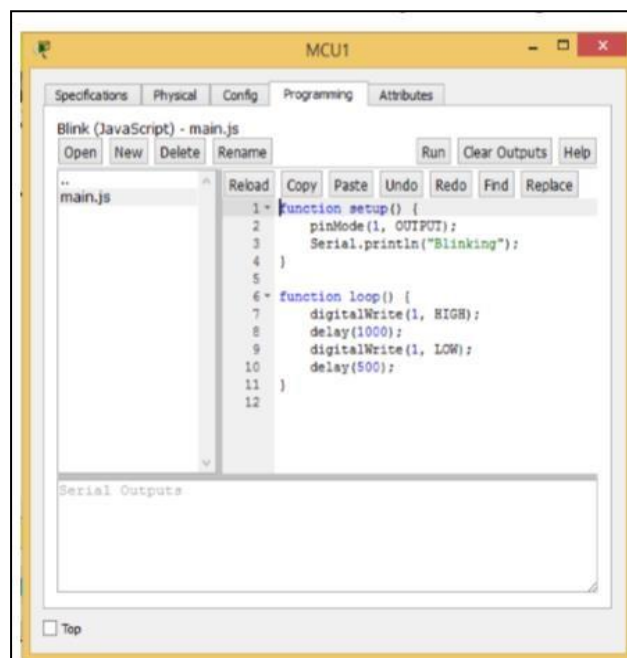 MCU1
Specifications Physical Config Programming Attributes
Blink (JavaScript) - main.js
Open New Delete Rename Run Clear Outputs Help
..
main.js
Reload Copy Paste Undo Redo Find Replace
1 function setup() {
2 pinMode(1, OUTPUT);
3 Serial.println("Blinking");
4 }
5
6 function loop() {
7 digitalWrite(1, HIGH);
8 delay(1000);
9 digitalWrite(1, LOW);
10 delay(500);
11 }
12
Serial Outputs
Top